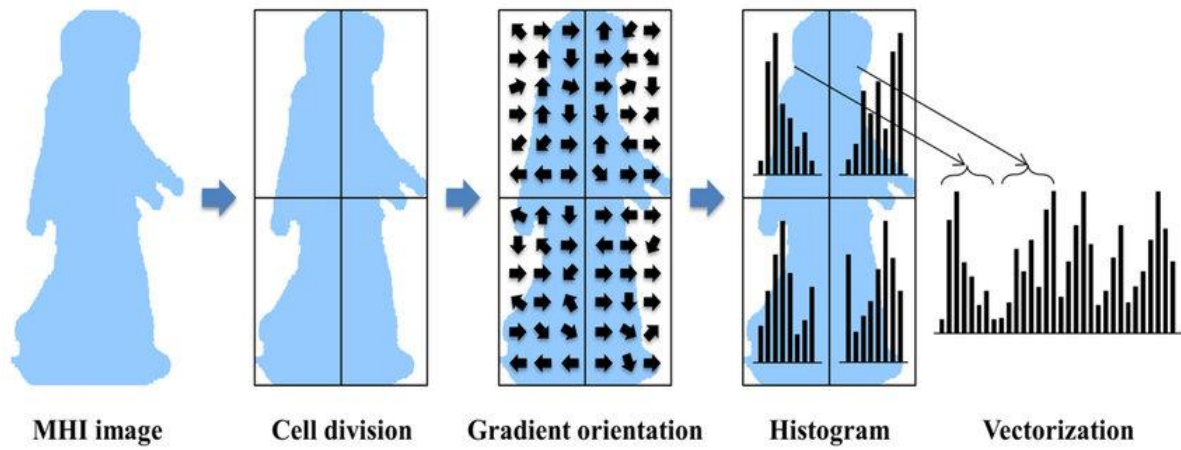 MHI image
Cell division
Gradient orientation
Histogram
Vectorization